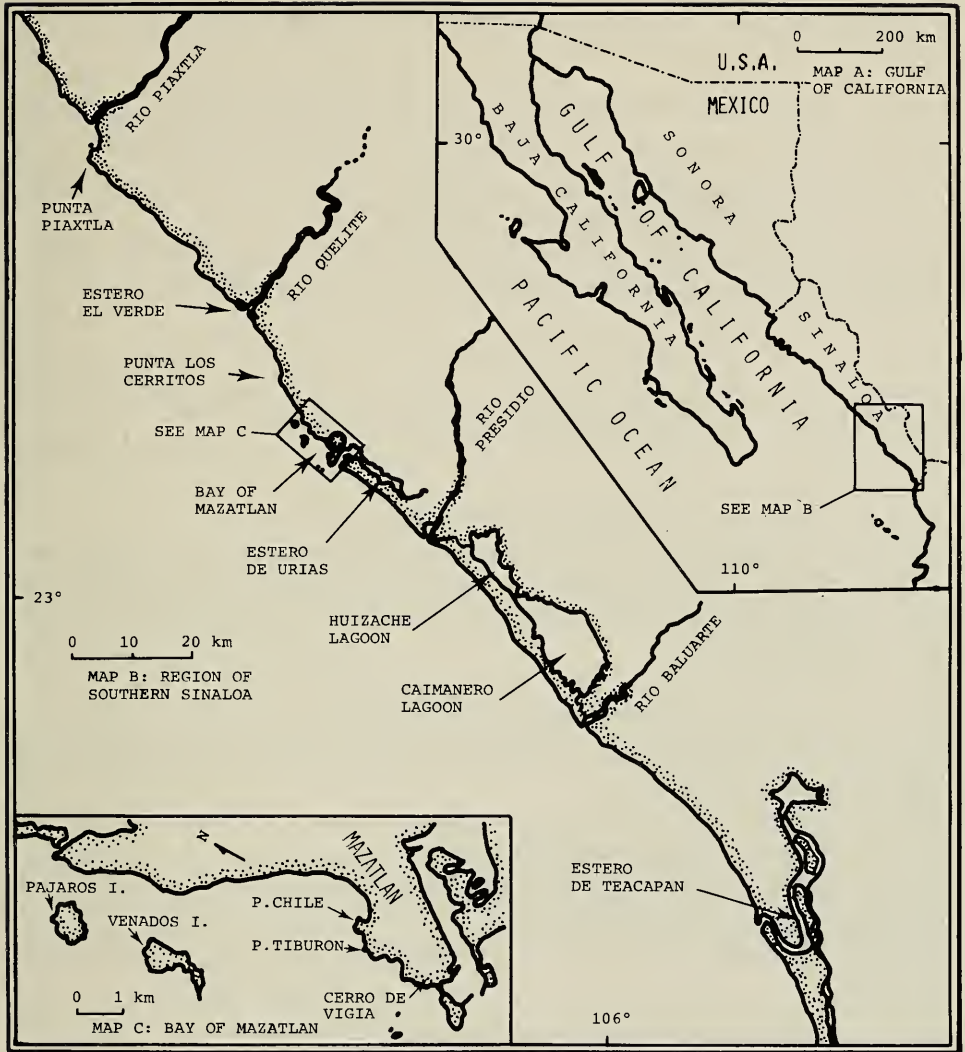 RIO PIAXTLA
PUNTA
PIAXTLA
RIO QUELITE
ESTERO
EL VERDE
PUNTA LOS
CERRITOS
SEE MAP C
BAY OF
MAZATLAN
ESTERO
DE URIAS
RIO
PRESIDIO
23°
HUIZACHE
LAGOON
CAIMANERO
LAGOON
RIO BALUARTE
0 10 20 km
MAP B: REGION OF
SOUTHERN SINALOA
ESTERO
DE TEACAPAN
106°
0 200 km
MAP A: GULF
OF CALIFORNIA
U.S.A.
MEXICO
30°
BAJA CALIFORNIA
GULF OF CALIFORNIA
SONORA
SINALOA
PACIFIC OCEAN
SEE MAP B
110°
N
MAZATLAN
PAJAROS I.
VENADOS I.
P.CHILE
P.TIBURON
CERRO DE
VIGIA
0 1 km
MAP C: BAY OF MAZATLAN